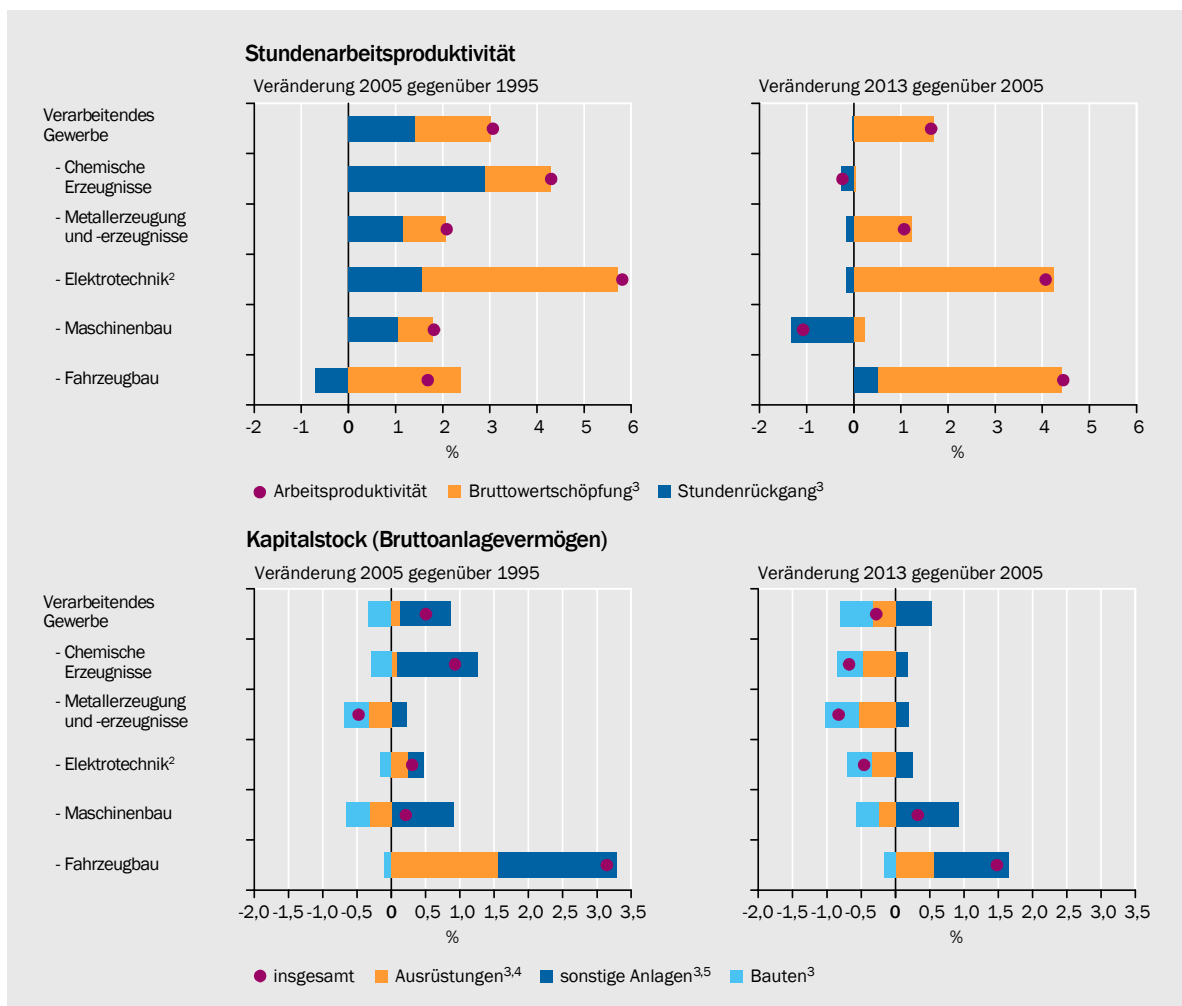 Stundenarbeitsproduktivität
Veränderung 2005 gegenüber 1995
Veränderung 2013 gegenüber 2005
Verarbeitendes
Gewerbe
- Chemische
Erzeugnisse
- Metallerzeugung
und -erzeugnisse
- Elektrotechnik²
- Maschinenbau
- Fahrzeugbau
-2 -1 0 1 2 3 4 5 6
%
-2 -1 0 1 2 3 4 5 6
%
Arbeitsproduktivität Bruttowertschöpfung³ Stundenrückgang³
Kapitalstock (Bruttoanlagevermögen)
Veränderung 2005 gegenüber 1995
Veränderung 2013 gegenüber 2005
Verarbeitendes
Gewerbe
- Chemische
Erzeugnisse
- Metallerzeugung
und -erzeugnisse
- Elektrotechnik²
- Maschinenbau
- Fahrzeugbau
-2,0 -1,5 -1,0 -0,5 0 0,5 1,0 1,5 2,0 2,5 3,0 3,5
%
-2,0 -1,5 -1,0 -0,5 0 0,5 1,0 1,5 2,0 2,5 3,0 3,5
%
insgesamt Ausrüstungen³,⁴ sonstige Anlagen³,⁵ Bauten³